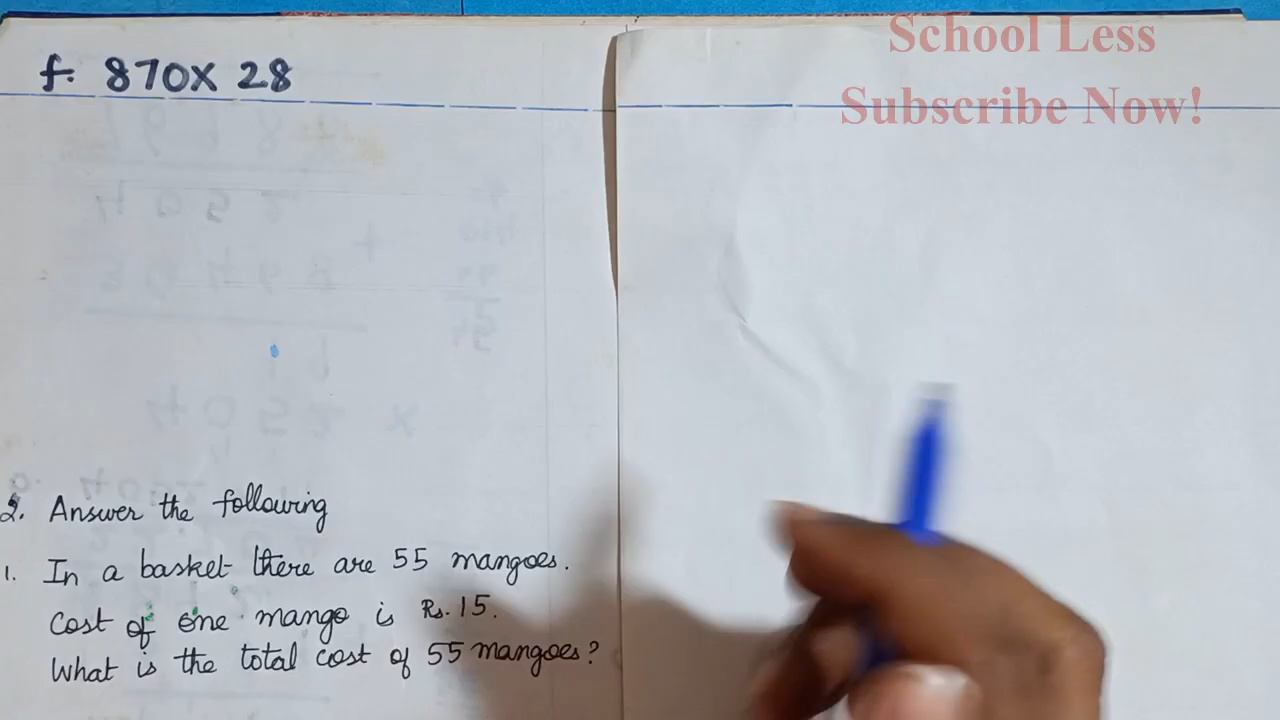 School Less
Subscribe Now!
f. 870X 28
2. Answer the following
1. In a basket there are 55 mangoes.
Cost of one mango is Rs. 15.
What is the total cost of 55 mangoes?